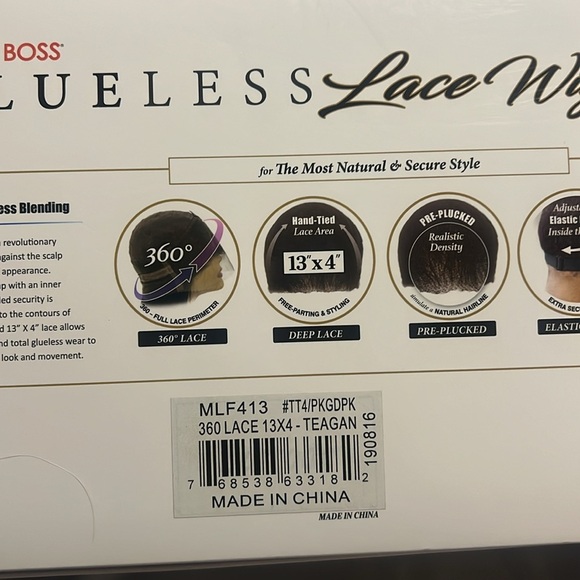 BOSS
LUELESS Lace Wig
for The Most Natural & Secure Style
ess Blending
revolutionary
against the scalp
appearance.
p with an inner
ed security is
to the contours of
d 13" X 4" lace allows
nd total glueless wear to
look and movement.
360°
360 - FULL LACE PERIMETER
360° LACE
Hand-Tied
Lace Area
13"x4"
FREE-PARTING & STYLING
DEEP LACE
PRE-PLUCKED
Realistic
Density
simulate a NATURAL HAIRLINE
PRE-PLUCKED
Adjust
Elastic
Inside th
EXTRA SEC
ELASTI
MLF413 #TT4/PKGDPK
360 LACE 13X4 - TEAGAN
190816
7 68538 63318 2
MADE IN CHINA
MADE IN CHINA